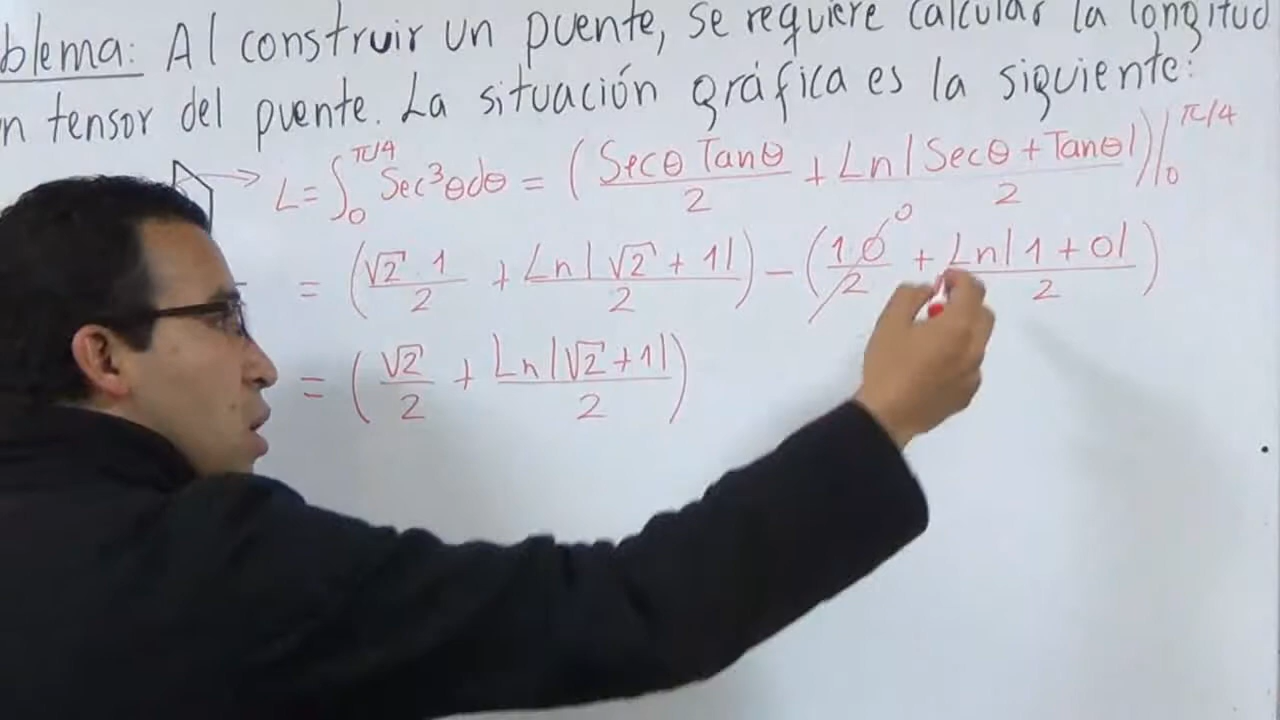 blema: Al construir un puente, se requiere calcular la longitud
n tensor del puente. La situación gráfica es la siguiente:
L = ∫₀^π/4 Sec³θdθ = (SecθTanθ/2 + Ln|Secθ+Tanθ|/2)|₀^π/4
= (√2·1/2 + Ln|√2+1|/2) - (1·0/2 ⁰ + Ln|1+0|/2)
= (√2/2 + Ln|√2+1|/2)